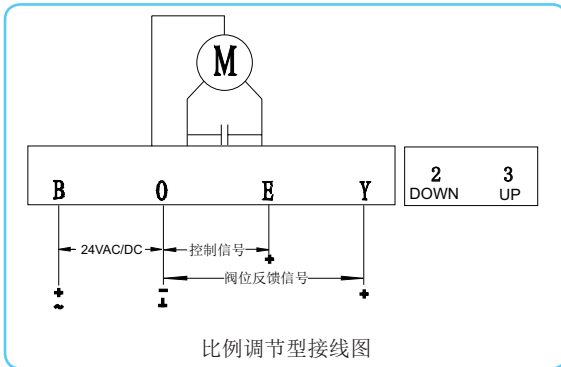 M
B O E Y
2 3
DOWN UP
24VAC/DC 控制信号
+ 阀位反馈信号
+ - +
~ ⊥
比例调节型接线图